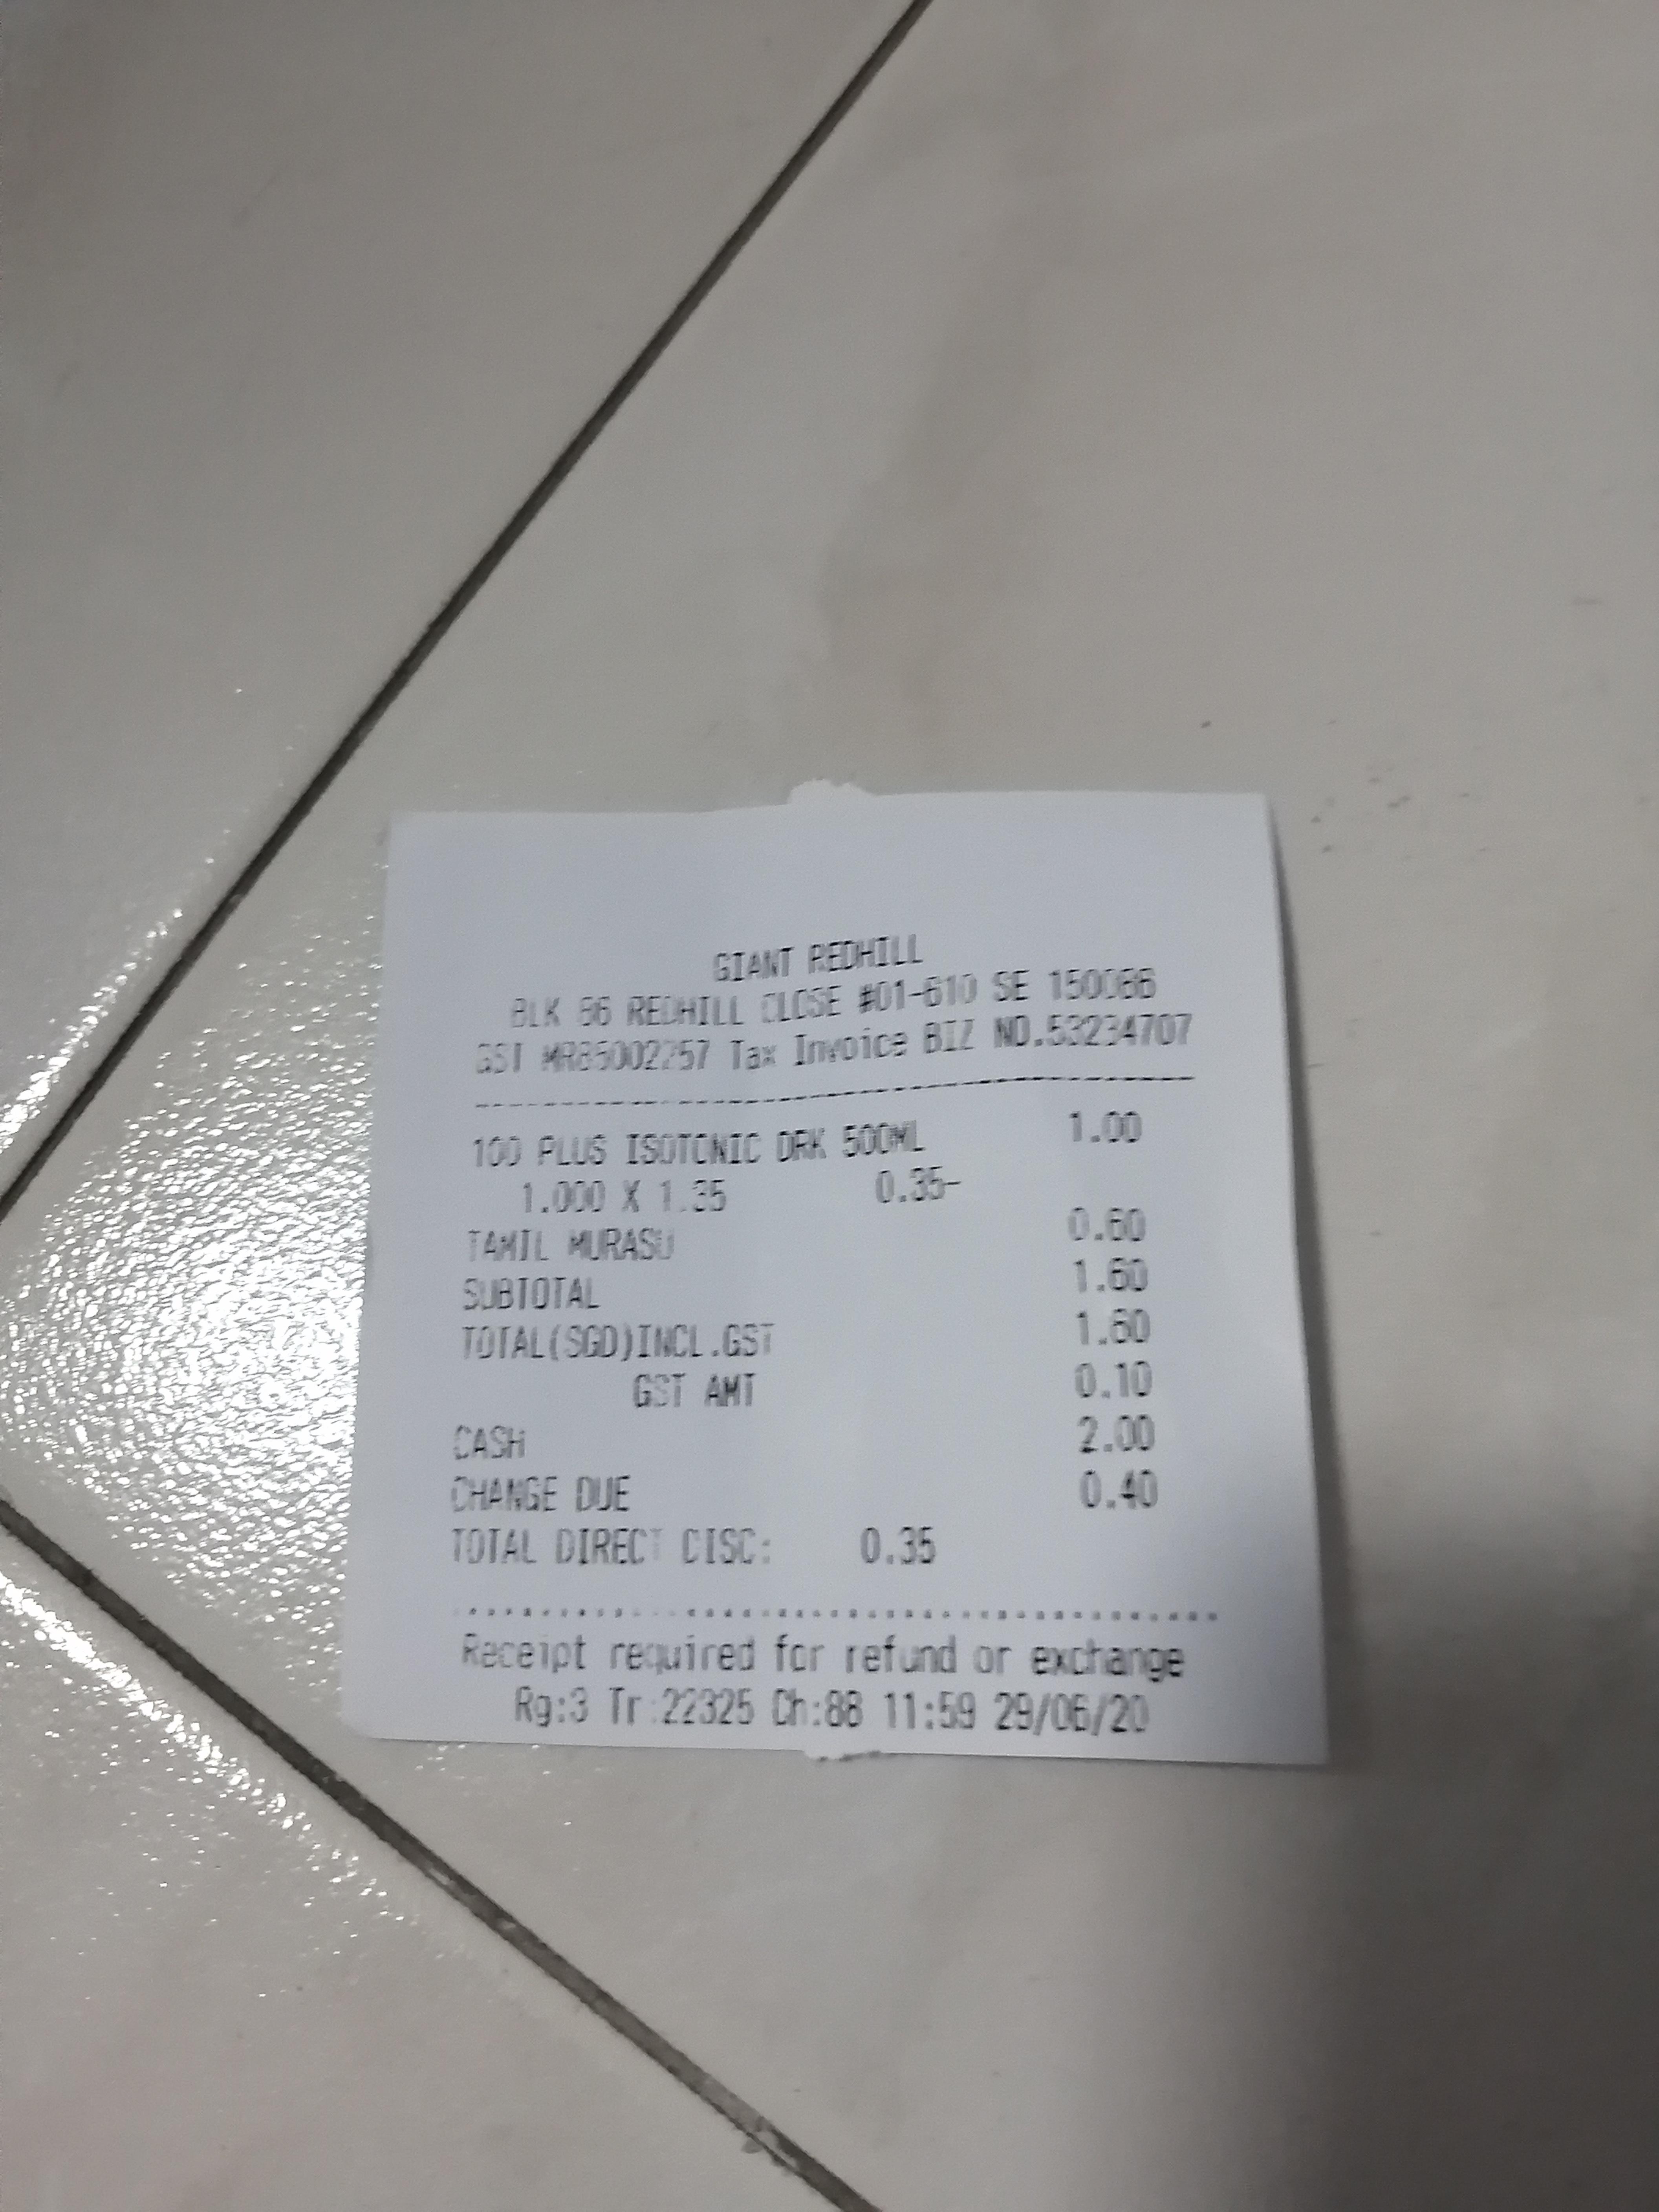 GIANT REDHILL
BLK 66 REDHILL CLOSE #01-610 SE 150066
GST MR85002257 Tax Invoice BIZ NO.53234707
100 PLUS ISOTONIC DRK 500ML 1.00
1.000 X 1.35 0.35-
TAMIL MURASU 0.60
SUBTOTAL 1.60
TOTAL(SGD)INCL.GST 1.60
GST AMT 0.10
CASH 2.00
CHANGE DUE 0.40
TOTAL DIRECT DISC: 0.35
Receipt required for refund or exchange
Rg:3 Tr:22325 Ch:88 11:59 29/06/20